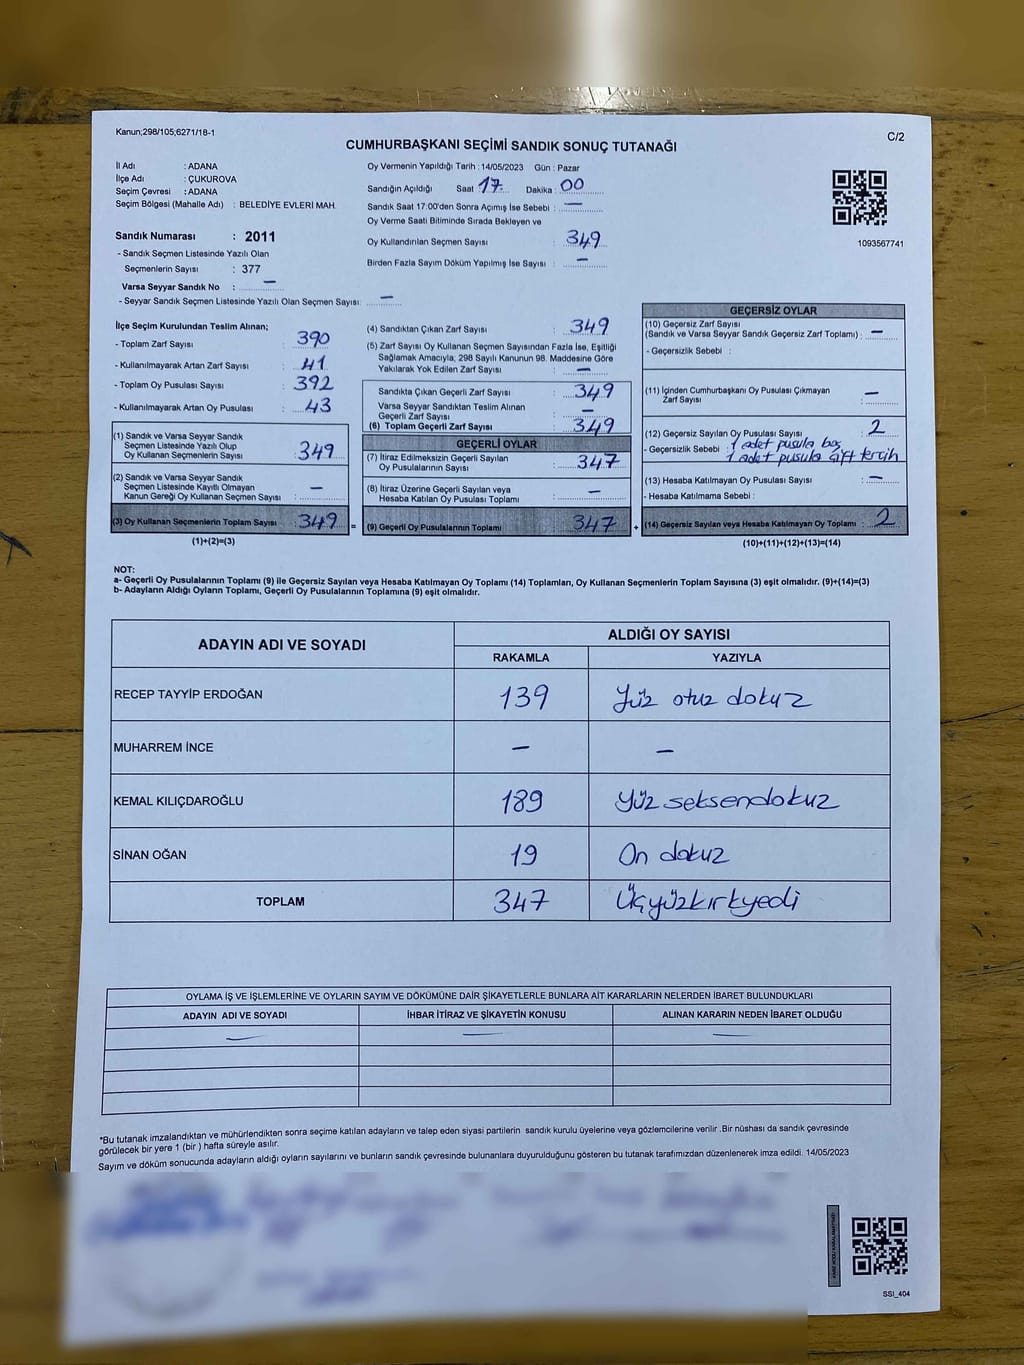 Kanun;298/105;6271/18-1
C/2
CUMHURBAŞKANI SEÇİMİ SANDIK SONUÇ TUTANAĞI
İl Adı : ADANA
İlçe Adı : ÇUKUROVA
Seçim Çevresi : ADANA
Seçim Bölgesi (Mahalle Adı) : BELEDİYE EVLERİ MAH.
Sandık Numarası : 2011
- Sandık Seçmen Listesinde Yazılı Olan
Seçmenlerin Sayısı : 377
Varsa Seyyar Sandık No : —
- Seyyar Sandık Seçmen Listesinde Yazılı Olan Seçmen Sayısı: —
Oy Vermenin Yapıldığı Tarih : 14/05/2023 Gün : Pazar
Sandığın Açıldığı Saat 17 Dakika : 00
Sandık Saat 17:00'den Sonra Açımış İse Sebebi : —
Oy Verme Saati Bitiminde Sırada Bekleyen ve
Oy Kullandırılan Seçmen Sayısı : 349
Birden Fazla Sayım Döküm Yapılmış İse Sayısı : —
1093567741
İlçe Seçim Kurulundan Teslim Alınan;
- Toplam Zarf Sayısı : 390
- Kullanılmayarak Artan Zarf Sayısı : 41
- Toplam Oy Pusulası Sayısı : 392
- Kullanılmayarak Artan Oy Pusulası : 43
(1) Sandık ve Varsa Seyyar Sandık
Seçmen Listesinde Yazılı Olup
Oy Kullanan Seçmenlerin Sayısı : 349
(2) Sandık ve Varsa Seyyar Sandık
Seçmen Listesinde Kayıtlı Olmayan
Kanun Gereği Oy Kullanan Seçmen Sayısı : —
(3) Oy Kullanan Seçmenlerin Toplam Sayısı : 349
(1)+(2)=(3)
=
(4) Sandıktan Çıkan Zarf Sayısı : 349
(5) Zarf Sayısı Oy Kullanan Seçmen Sayısından Fazla İse, Eşitliği
Sağlamak Amacıyla; 298 Sayılı Kanunun 98. Maddesine Göre
Yakılarak Yok Edilen Zarf Sayısı : —
Sandıkta Çıkan Geçerli Zarf Sayısı : 349
Varsa Seyyar Sandıktan Teslim Alınan
Geçerli Zarf Sayısı : —
(6) Toplam Geçerli Zarf Sayısı : 349
GEÇERLİ OYLAR
(7) İtiraz Edilmeksizin Geçerli Sayılan
Oy Pusulalarının Sayısı : 347
(8) İtiraz Üzerine Geçerli Sayılan veya
Hesaba Katılan Oy Pusulası Toplamı : —
(9) Geçerli Oy Pusulalarının Toplamı : 347
+
GEÇERSİZ OYLAR
(10) Geçersiz Zarf Sayısı
(Sandık ve Varsa Seyyar Sandık Geçersiz Zarf Toplamı) : —
- Geçersizlik Sebebi :
(11) İçinden Cumhurbaşkanı Oy Pusulası Çıkmayan
Zarf Sayısı : —
(12) Geçersiz Sayılan Oy Pusulası Sayısı : 2
- Geçersizlik Sebebi : 1 adet pusula boş
1 adet pusula çift tercih
(13) Hesaba Katılmayan Oy Pusulası Sayısı : —
- Hesaba Katılmama Sebebi :
(14) Geçersiz Sayılan veya Hesaba Katılmayan Oy Toplamı : 2
(10)+(11)+(12)+(13)=(14)
NOT:
a- Geçerli Oy Pusulalarının Toplamı (9) ile Geçersiz Sayılan veya Hesaba Katılmayan Oy Toplamı (14) Toplamları, Oy Kullanan Seçmenlerin Toplam Sayısına (3) eşit olmalıdır. (9)+(14)=(3)
b- Adayların Aldığı Oyların Toplamı, Geçerli Oy Pusulalarının Toplamına (9) eşit olmalıdır.
ADAYIN ADI VE SOYADI ALDIĞI OY SAYISI
RAKAMLA YAZIYLA
RECEP TAYYİP ERDOĞAN 139 Yüz otuz dokuz
MUHARREM İNCE — —
KEMAL KILIÇDAROĞLU 189 Yüz seksendokuz
SİNAN OĞAN 19 On dokuz
TOPLAM 347 Üçyüzkırkyedi
OYLAMA İŞ VE İŞLEMLERİNE VE OYLARIN SAYIM VE DÖKÜMÜNE DAİR ŞİKAYETLERLE BUNLARA AİT KARARLARIN NELERDEN İBARET BULUNDUKLARI
ADAYIN ADI VE SOYADI İHBAR İTİRAZ VE ŞİKAYETİN KONUSU ALINAN KARARIN NEDEN İBARET OLDUĞU
— — —
*Bu tutanak imzalandıktan ve mühürlendikten sonra seçime katılan adayların ve talep eden siyasi partilerin sandık kurulu üyelerine veya gözlemcilerine verilir .Bir nüshası da sandık çevresinde
görülecek bir yere 1 (bir ) hafta süreyle asılır.
Sayım ve döküm sonucunda adayların aldığı oyların sayılarını ve bunların sandık çevresinde bulunanlara duyurulduğunu gösteren bu tutanak tarafımızdan düzenlenerek imza edildi. 14/05/2023
SSI_404